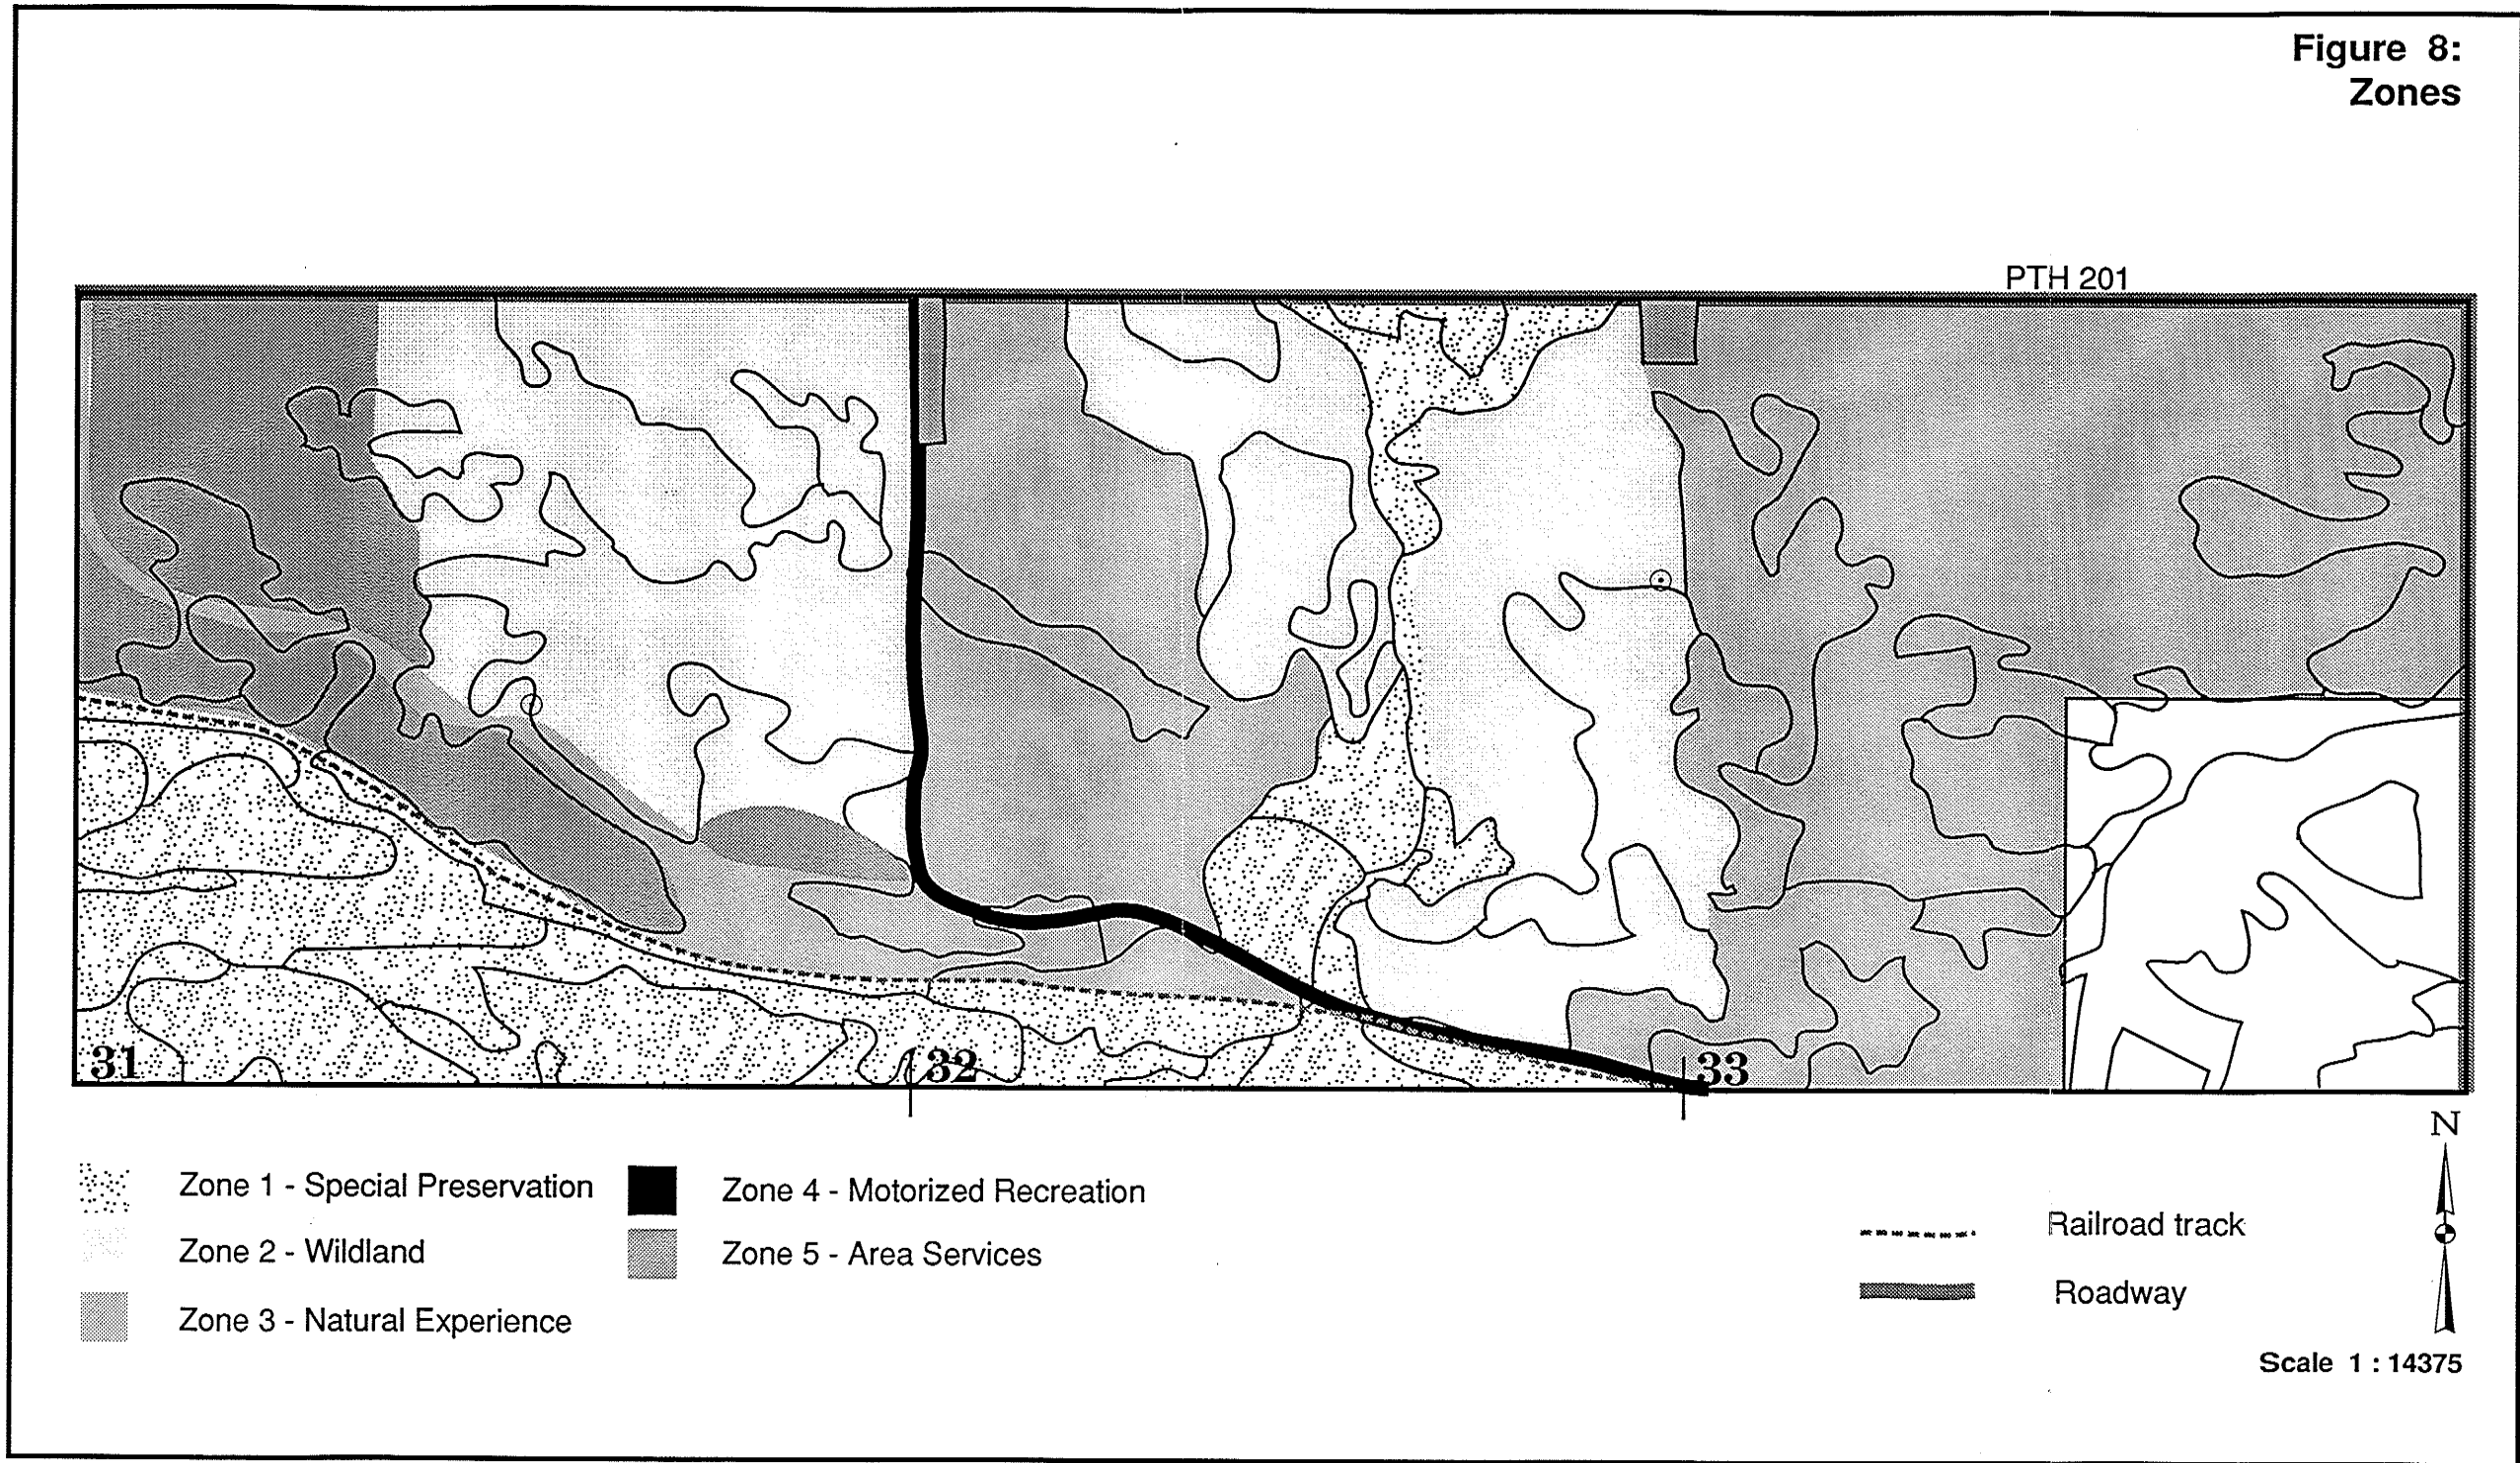 Figure 8:
Zones
PTH 201
31
32
33
N
Zone 1 - Special Preservation
Zone 4 - Motorized Recreation
Zone 2 - Wildland
Zone 5 - Area Services
Zone 3 - Natural Experience
Railroad track
Roadway
Scale 1 : 14375